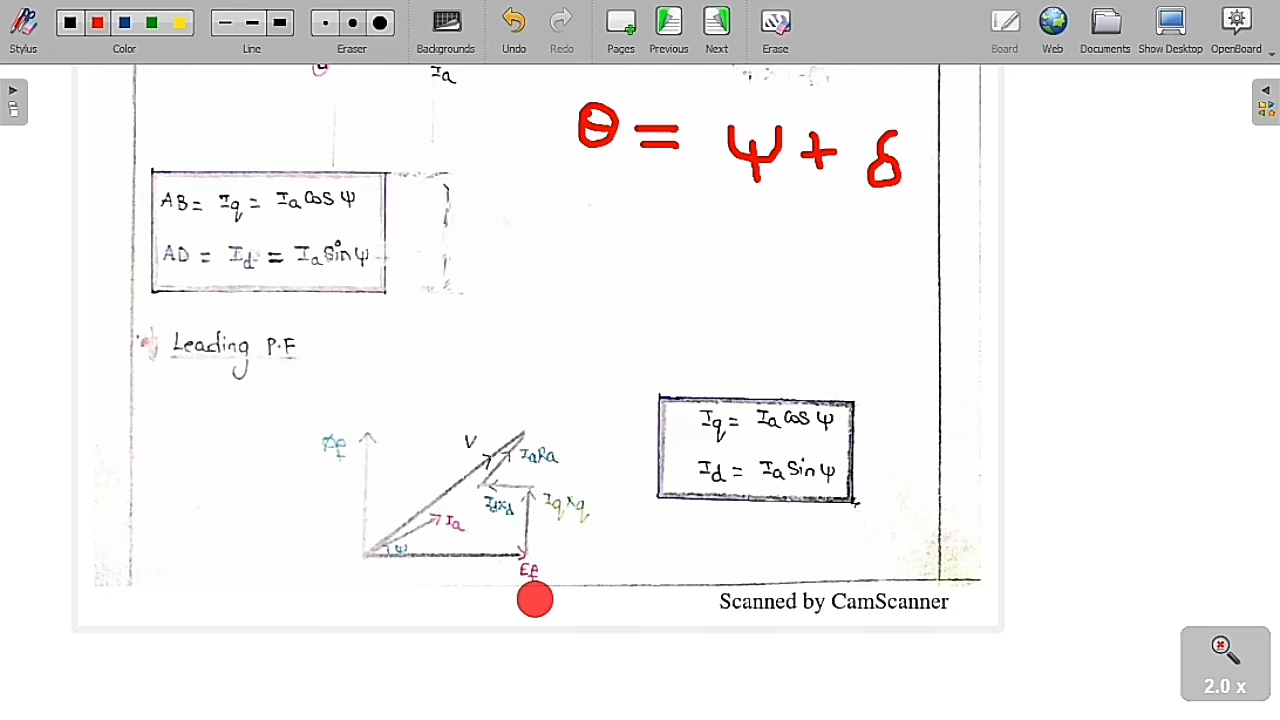 Stylus Color Line Eraser Backgrounds Undo Redo Pages Previous Next Erase Board Web Documents Show Desktop OpenBoard
Ia
θ = ψ + δ
AB = Iq = Ia Cos ψ
AD = Id = Ia Sin ψ
Leading P.F
Iq = Ia Cos ψ
Id = Ia Sin ψ
V
IaRa
IdXd
IqXq
Ia
ψ
Ef
Scanned by CamScanner
2.0 x